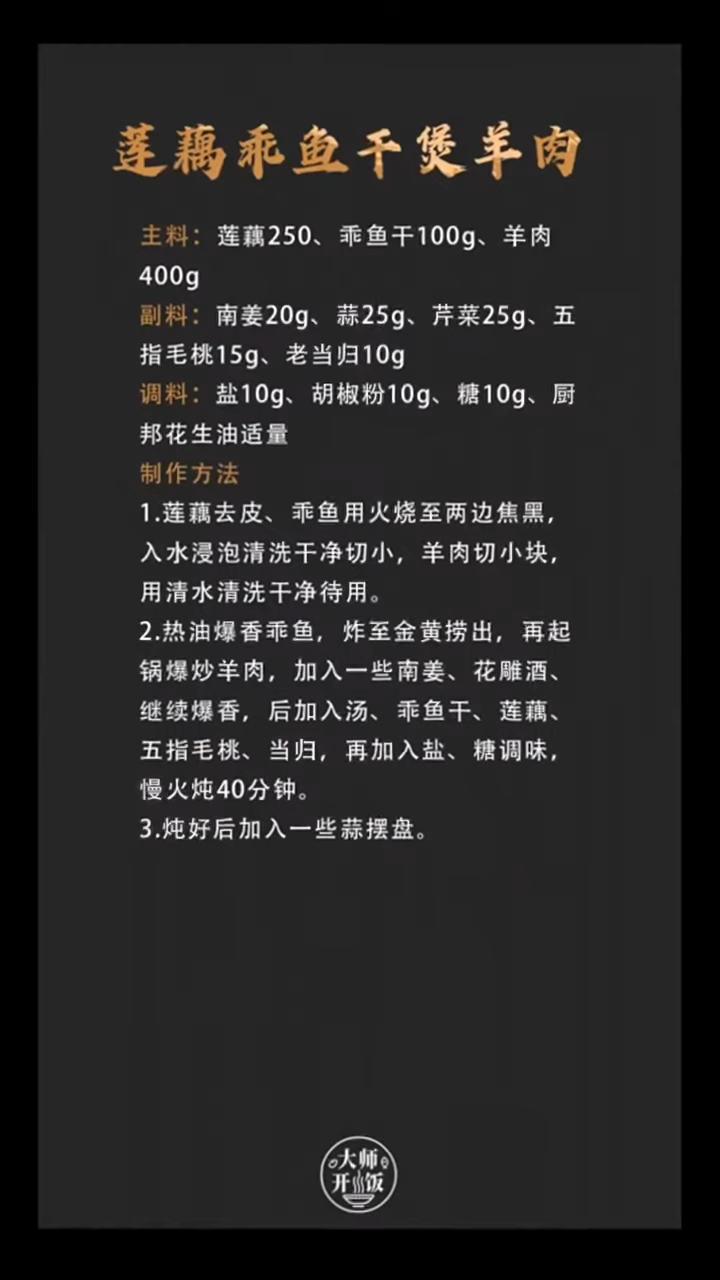 莲藕乖鱼干煲羊肉
主料：莲藕250、乖鱼干100g、羊肉
400g
副料：南姜20g、蒜25g、芹菜25g、五
指毛桃15g、老当归10g
调料：盐10g、胡椒粉10g、糖10g、厨
邦花生油适量
制作方法
1.莲藕去皮、乖鱼用火烧至两边焦黑，
入水浸泡清洗干净切小，羊肉切小块，
用清水清洗干净待用。
2.热油爆香乖鱼，炸至金黄捞出，再起
锅爆炒羊肉，加入一些南姜、花雕酒、
继续爆香，后加入汤、乖鱼干、莲藕、
五指毛桃、当归，再加入盐、糖调味，
慢火炖40分钟。
3.炖好后加入一些蒜摆盘。
大师
开饭